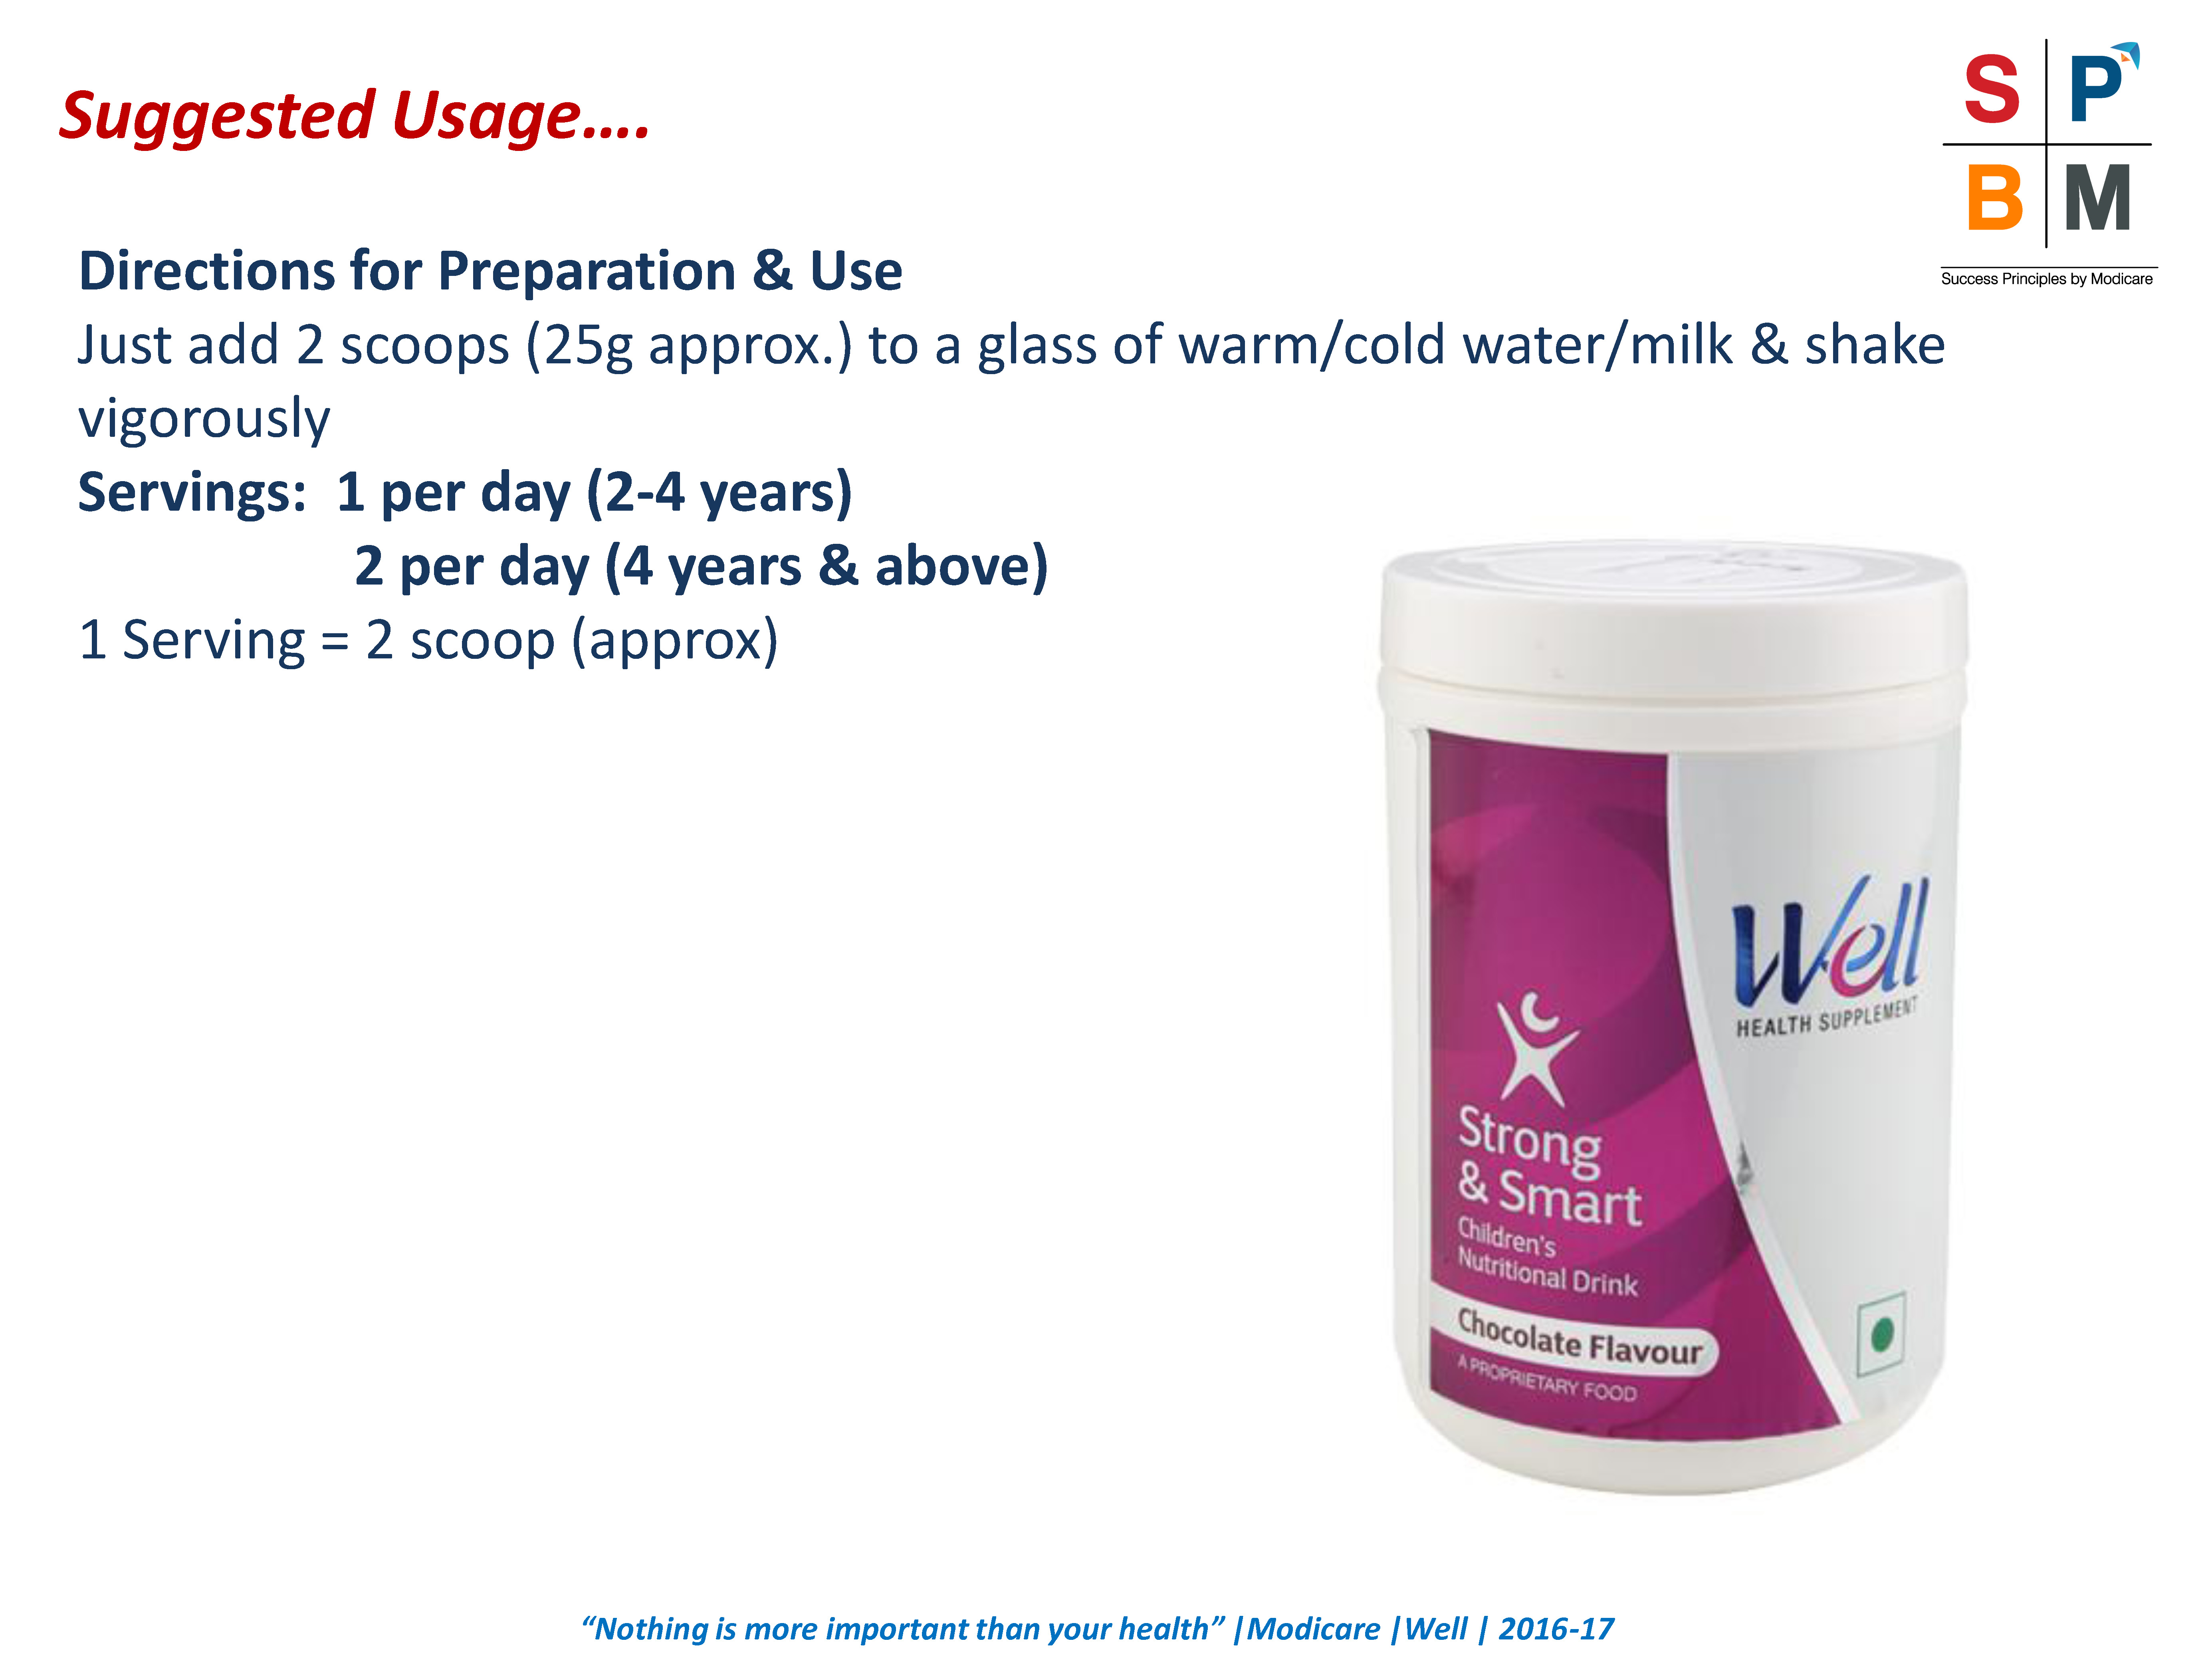 Suggested Usage....
S P
B M
Success Principles by Modicare
Directions for Preparation & Use
Just add 2 scoops (25g approx.) to a glass of warm/cold water/milk & shake
vigorously
Servings: 1 per day (2-4 years)
2 per day (4 years & above)
1 Serving = 2 scoop (approx)
Well
HEALTH SUPPLEMENT
Strong
& Smart
Children's
Nutritional Drink
Chocolate Flavour
A PROPRIETARY FOOD
“Nothing is more important than your health” |Modicare |Well | 2016-17